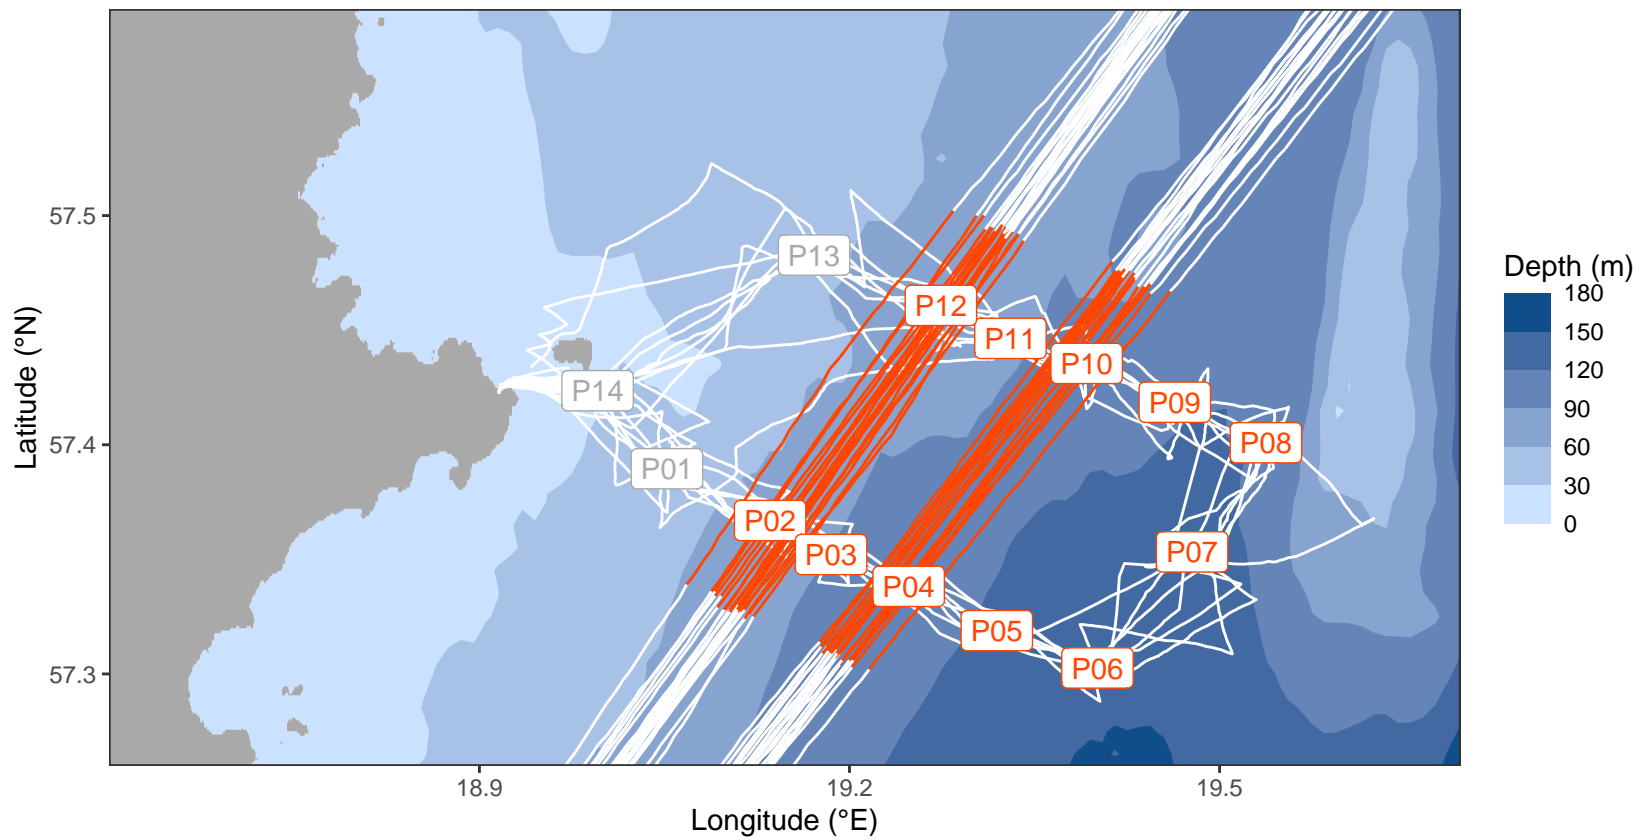 P13
P12
P11
P10
P14
P09
P08
P01
P02
P03
P07
P04
P05
P06
57.5
57.4
57.3
18.9
19.2
19.5
Longitude (°E)
Latitude (°N)
Depth (m)
180
150
120
90
60
30
0